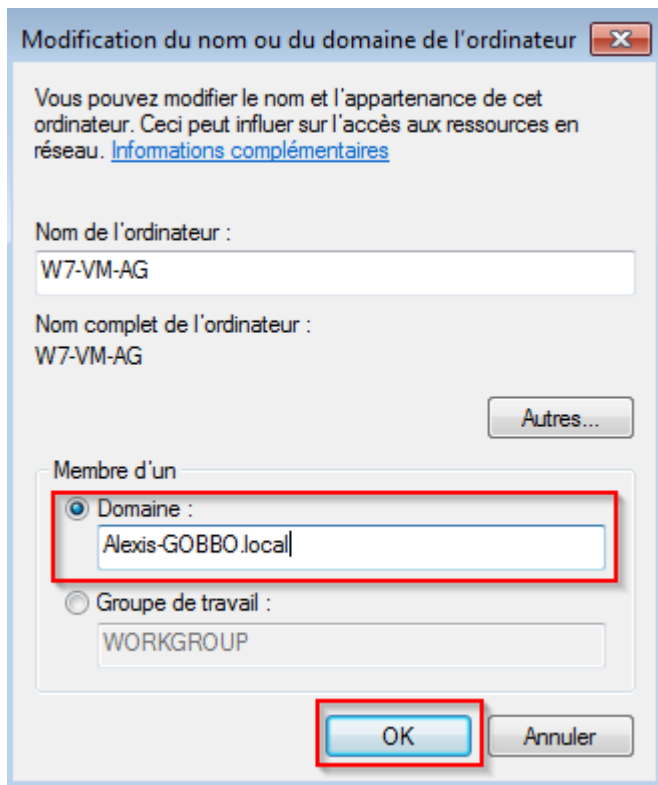 Modification du nom ou du domaine de l'ordinateur
Vous pouvez modifier le nom et l'appartenance de cet
ordinateur. Ceci peut influer sur l'accès aux ressources en
réseau. Informations complémentaires
Nom de l'ordinateur :
W7-VM-AG
Nom complet de l'ordinateur :
W7-VM-AG
Autres...
Membre d'un
Domaine :
Alexis-GOBBO.local
Groupe de travail :
WORKGROUP
OK
Annuler